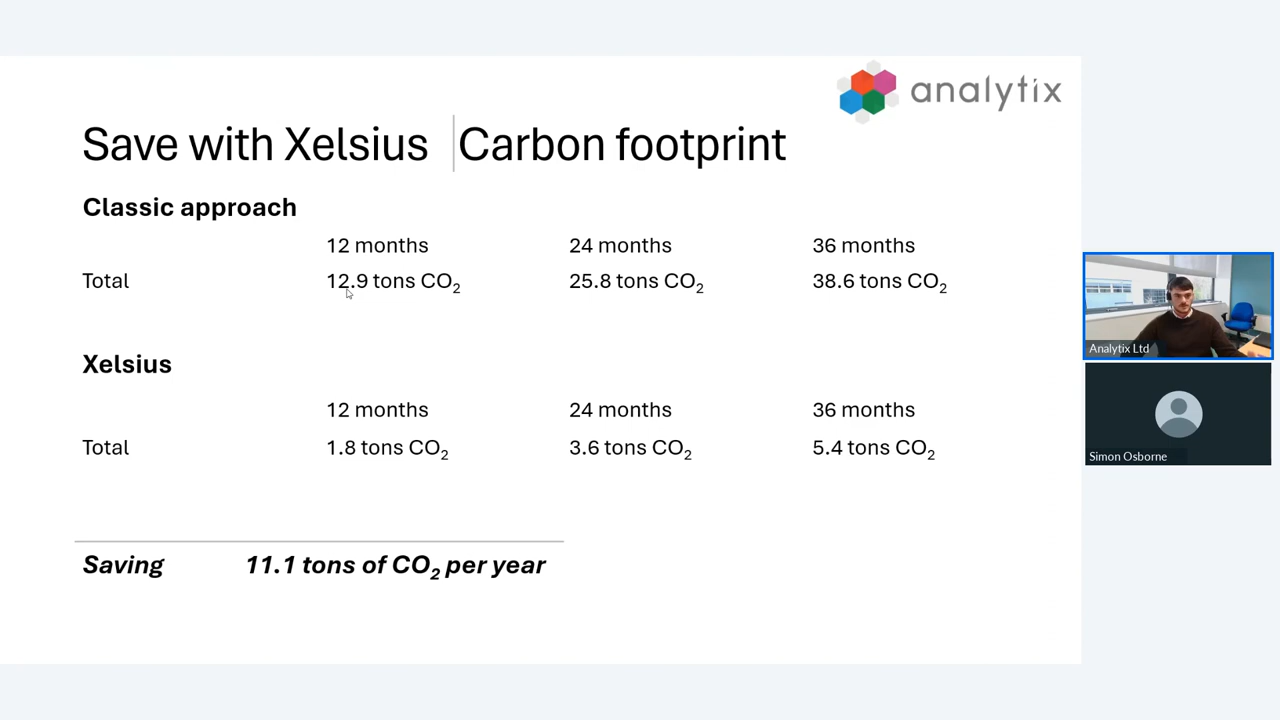 analytix
Save with Xelsius Carbon footprint
Classic approach
12 months 24 months 36 months
Total 12.9 tons CO₂ 25.8 tons CO₂ 38.6 tons CO₂
Xelsius
12 months 24 months 36 months
Total 1.8 tons CO₂ 3.6 tons CO₂ 5.4 tons CO₂
Saving 11.1 tons of CO₂ per year
Analytix Ltd
Simon Osborne